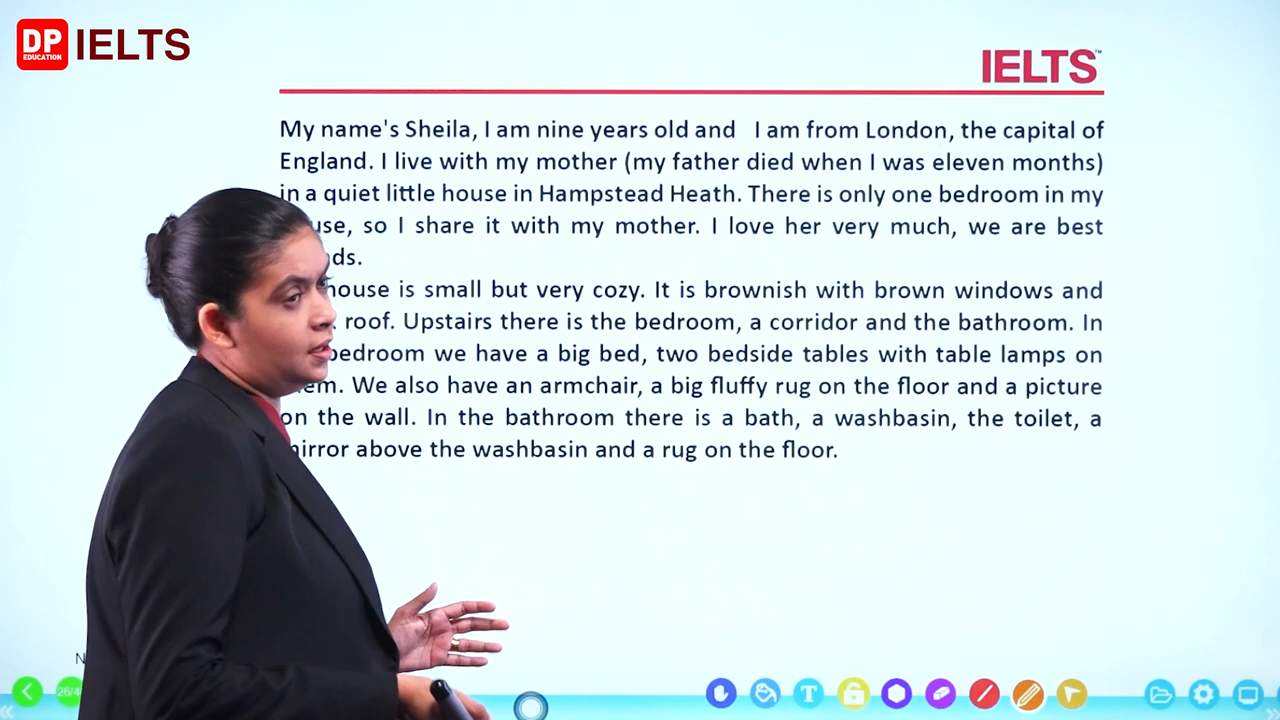 DP
EDUCATION
IELTS
IELTS™
My name's Sheila, I am nine years old and I am from London, the capital of
England. I live with my mother (my father died when I was eleven months)
in a quiet little house in Hampstead Heath. There is only one bedroom in my
so I share it with my mother. I love her very much, we are best
house is small but very cozy. It is brownish with brown windows and
roof. Upstairs there is the bedroom, a corridor and the bathroom. In
bedroom we have a big bed, two bedside tables with table lamps on
them. We also have an armchair, a big fluffy rug on the floor and a picture
on the wall. In the bathroom there is a bath, a washbasin, the toilet, a
mirror above the washbasin and a rug on the floor.
T